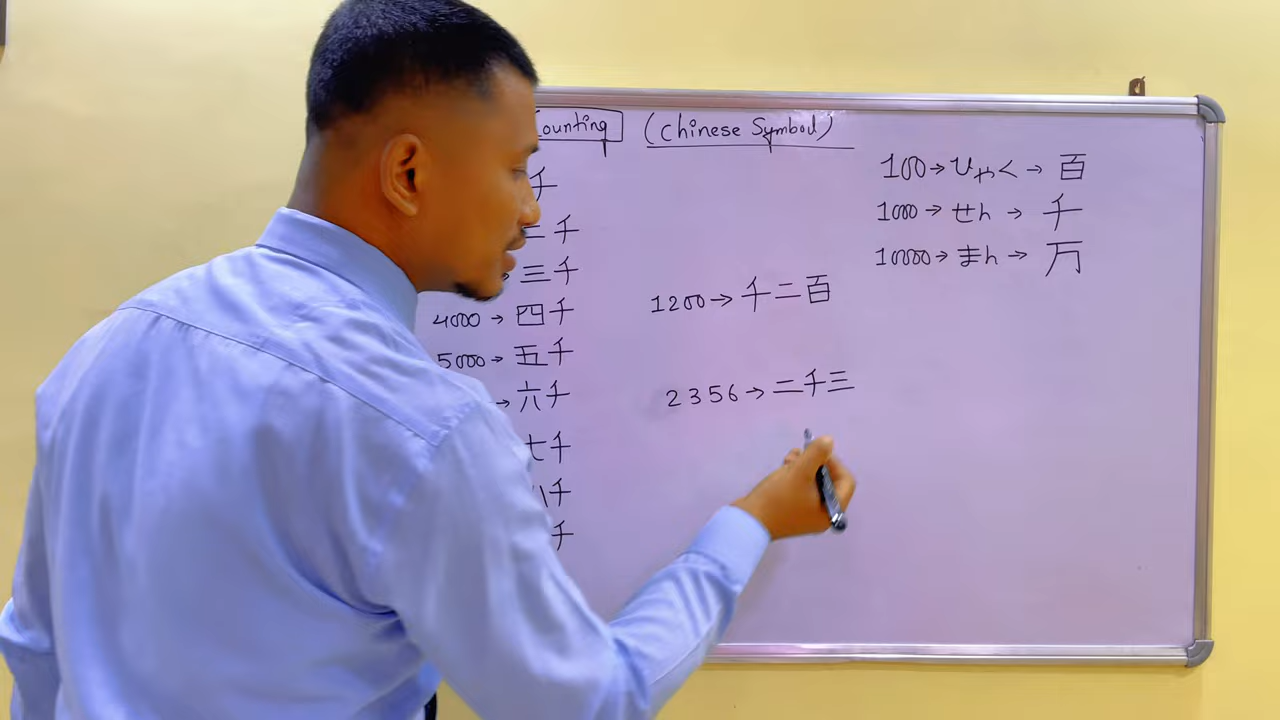 Counting (Chinese Symbol)
千
二千
三千
4000 → 四千
5000 → 五千
→ 六千
七千
八千
千
1200 → 千二百
2356 → 二千三
100 → ひゃく → 百
1000 → せん → 千
10000 → まん → 万